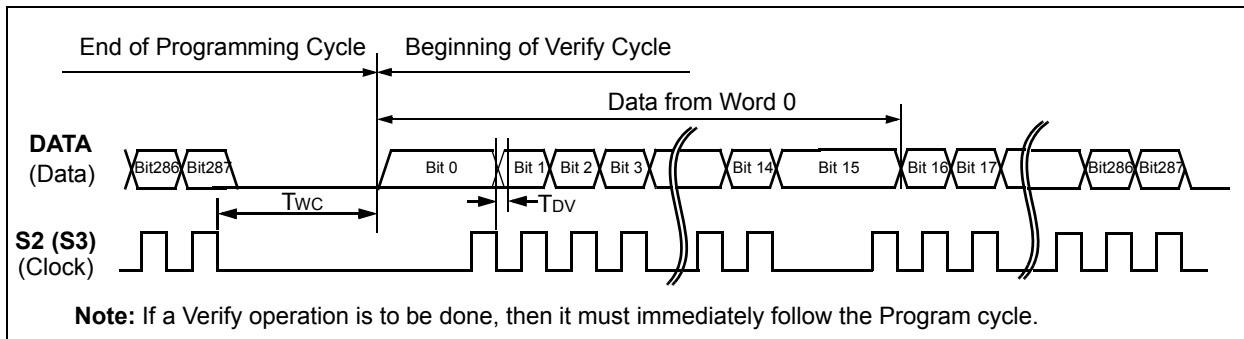 End of Programming Cycle
Beginning of Verify Cycle
Data from Word 0
DATA
(Data)
Bit286
Bit287
Bit 0
Bit 1
Bit 2
Bit 3
Bit 14
Bit 15
Bit 16
Bit 17
Bit286
Bit287
TWC
TDV
S2 (S3)
(Clock)
Note: If a Verify operation is to be done, then it must immediately follow the Program cycle.